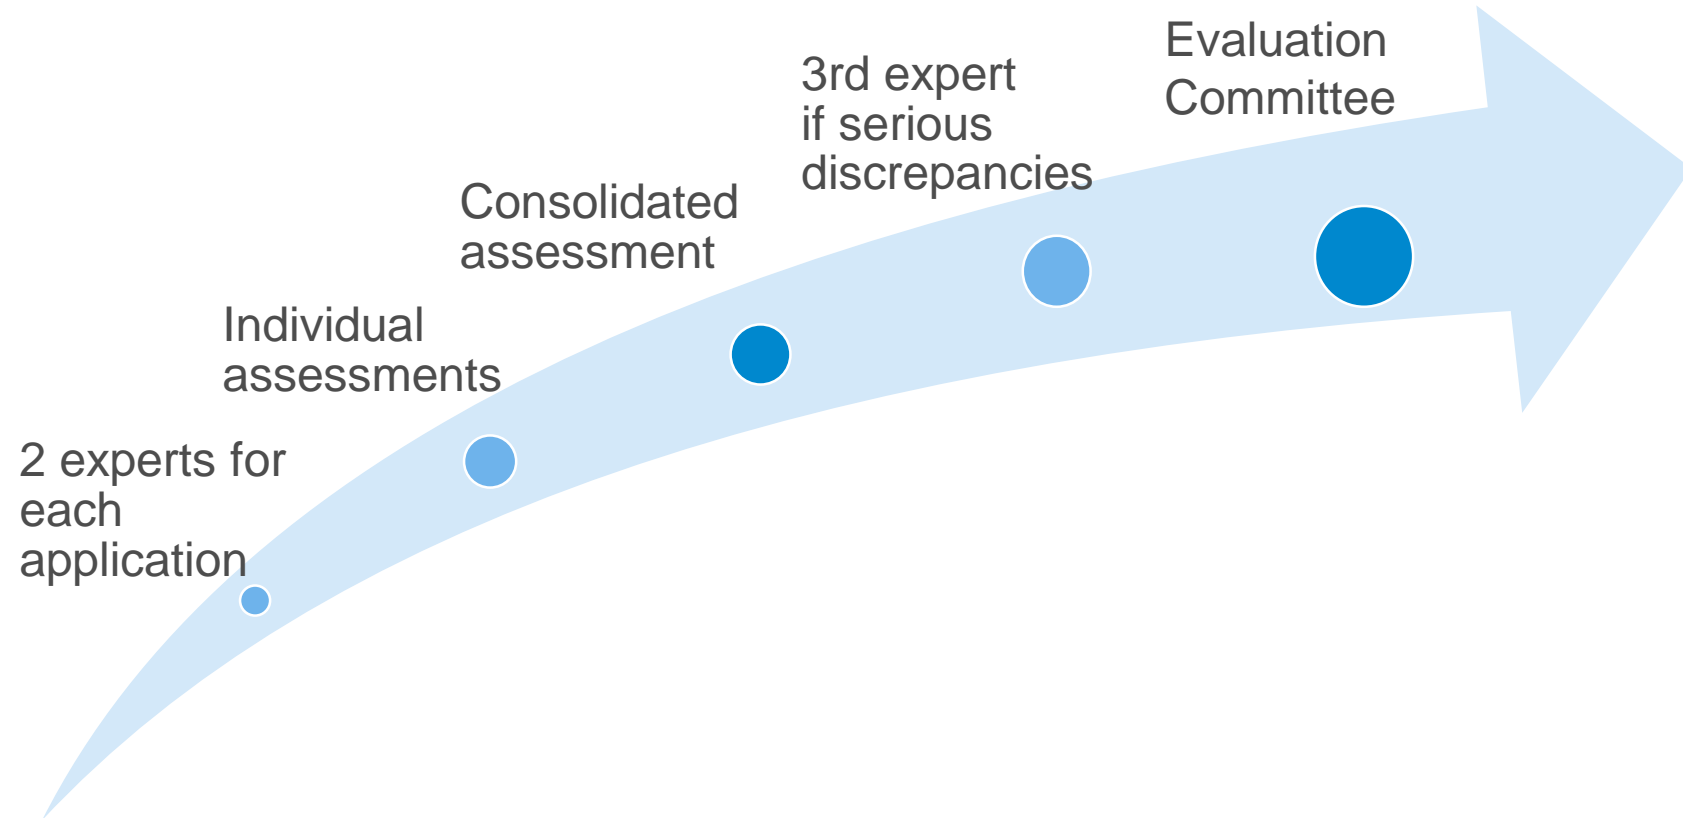 2 experts for
each
application
Individual
assessments
Consolidated
assessment
3rd expert
if serious
discrepancies
Evaluation
Committee